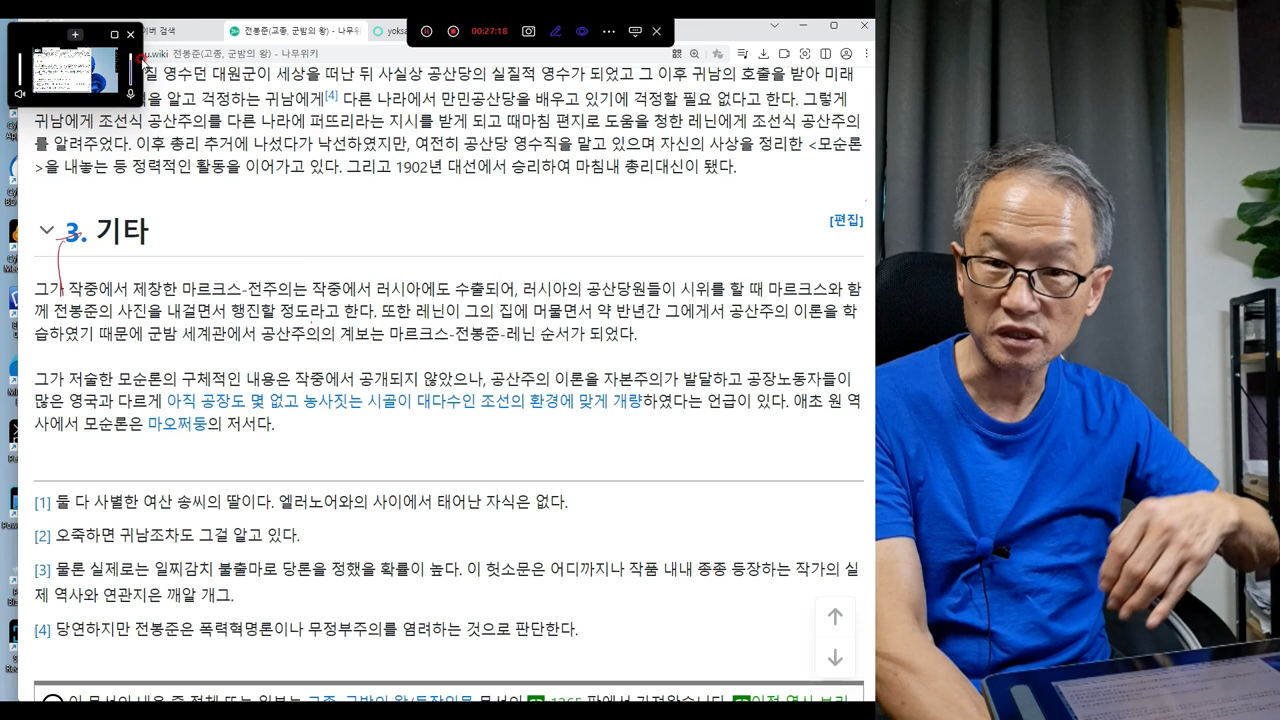 이버 검색
전봉준(고종, 군밤의 왕) - 나무위키
yoksa
00:27:18
u.wiki 전봉준(고종, 군밤의 왕) - 나무위키
질 영수던 대원군이 세상을 떠난 뒤 사실상 공산당의 실질적 영수가 되었고 그 이후 귀남의 호출을 받아 미래
을 알고 걱정하는 귀남에게[4] 다른 나라에서 만민공산당을 배우고 있기에 걱정할 필요 없다고 한다. 그렇게
귀남에게 조선식 공산주의를 다른 나라에 퍼뜨리라는 지시를 받게 되고 때마침 편지로 도움을 청한 레닌에게 조선식 공산주의
를 알려주었다. 이후 총리 추거에 나섰다가 낙선하였지만, 여전히 공산당 영수직을 맡고 있으며 자신의 사상을 정리한 <모순론
>을 내놓는 등 정력적인 활동을 이어가고 있다. 그리고 1902년 대선에서 승리하여 마침내 총리대신이 됐다.
3. 기타
[편집]
그가 작중에서 제창한 마르크스-전주의는 작중에서 러시아에도 수출되어, 러시아의 공산당원들이 시위를 할 때 마르크스와 함
께 전봉준의 사진을 내걸면서 행진할 정도라고 한다. 또한 레닌이 그의 집에 머물면서 약 반년간 그에게서 공산주의 이론을 학
습하였기 때문에 군밤 세계관에서 공산주의의 계보는 마르크스-전봉준-레닌 순서가 되었다.
그가 저술한 모순론의 구체적인 내용은 작중에서 공개되지 않았으나, 공산주의 이론을 자본주의가 발달하고 공장노동자들이
많은 영국과 다르게 아직 공장도 몇 없고 농사짓는 시골이 대다수인 조선의 환경에 맞게 개량하였다는 언급이 있다. 애초 원 역
사에서 모순론은 마오쩌둥의 저서다.
[1] 둘 다 사별한 여산 송씨의 딸이다. 엘러노어와의 사이에서 태어난 자식은 없다.
[2] 오죽하면 귀남조차도 그걸 알고 있다.
[3] 물론 실제로는 일찌감치 불출마로 당론을 정했을 확률이 높다. 이 헛소문은 어디까지나 작품 내내 종종 등장하는 작가의 실
제 역사와 연관지은 깨알 개그.
[4] 당연하지만 전봉준은 폭력혁명론이나 무정부주의를 염려하는 것으로 판단한다.